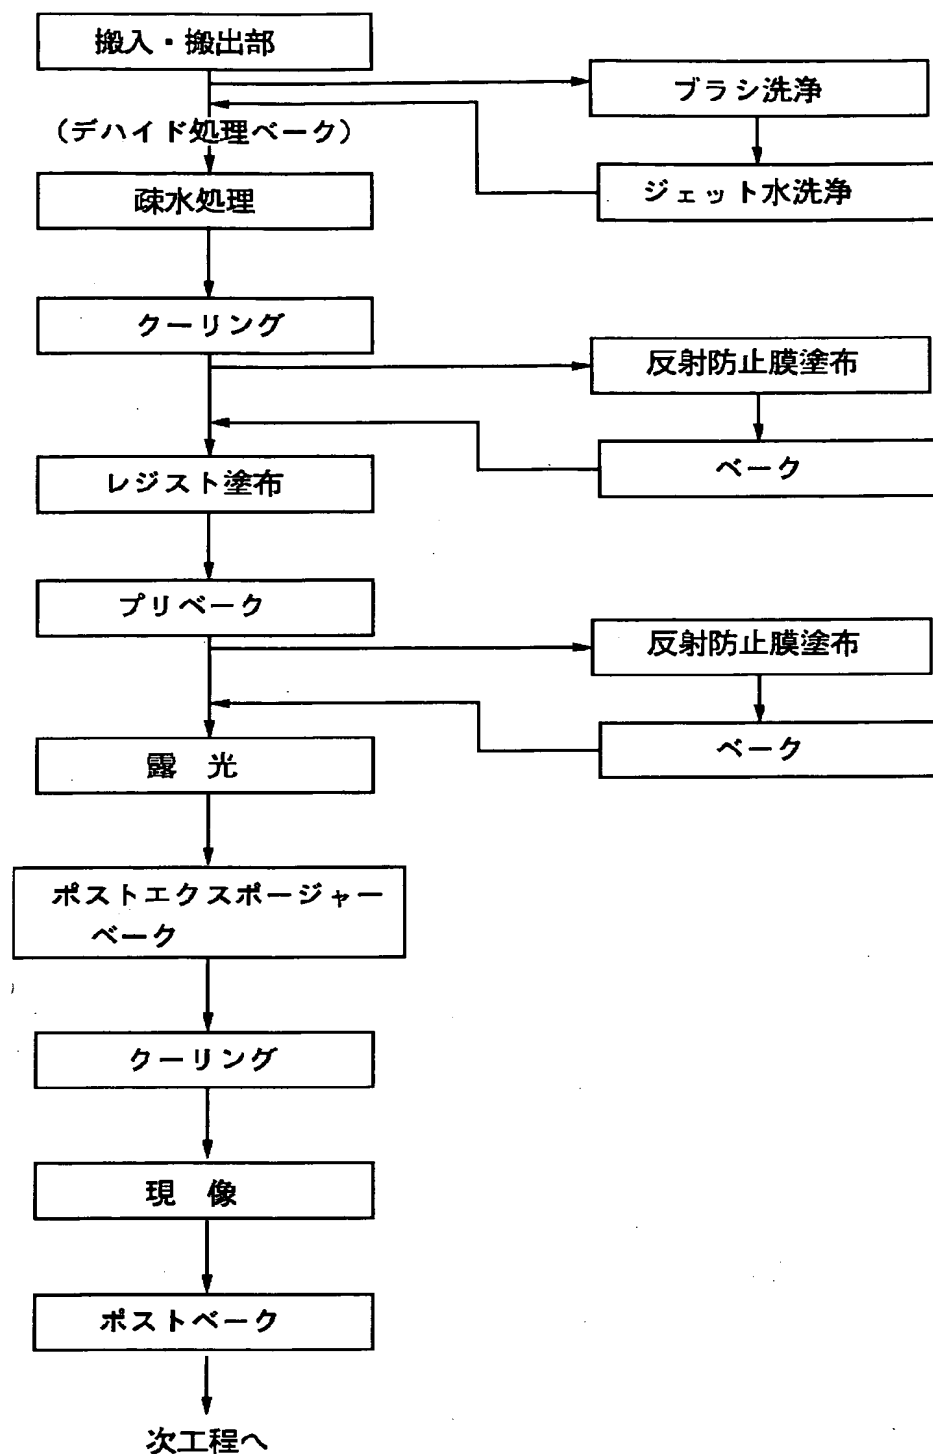 搬入・搬出部
ブラシ洗浄
(デハイド処理ベーク)
ジェット水洗浄
疎水処理
クーリング
反射防止膜塗布
ベーク
レジスト塗布
プリベーク
反射防止膜塗布
ベーク
露 光
ポストエクスポージャー
ベーク
クーリング
現 像
ポストベーク
次工程へ